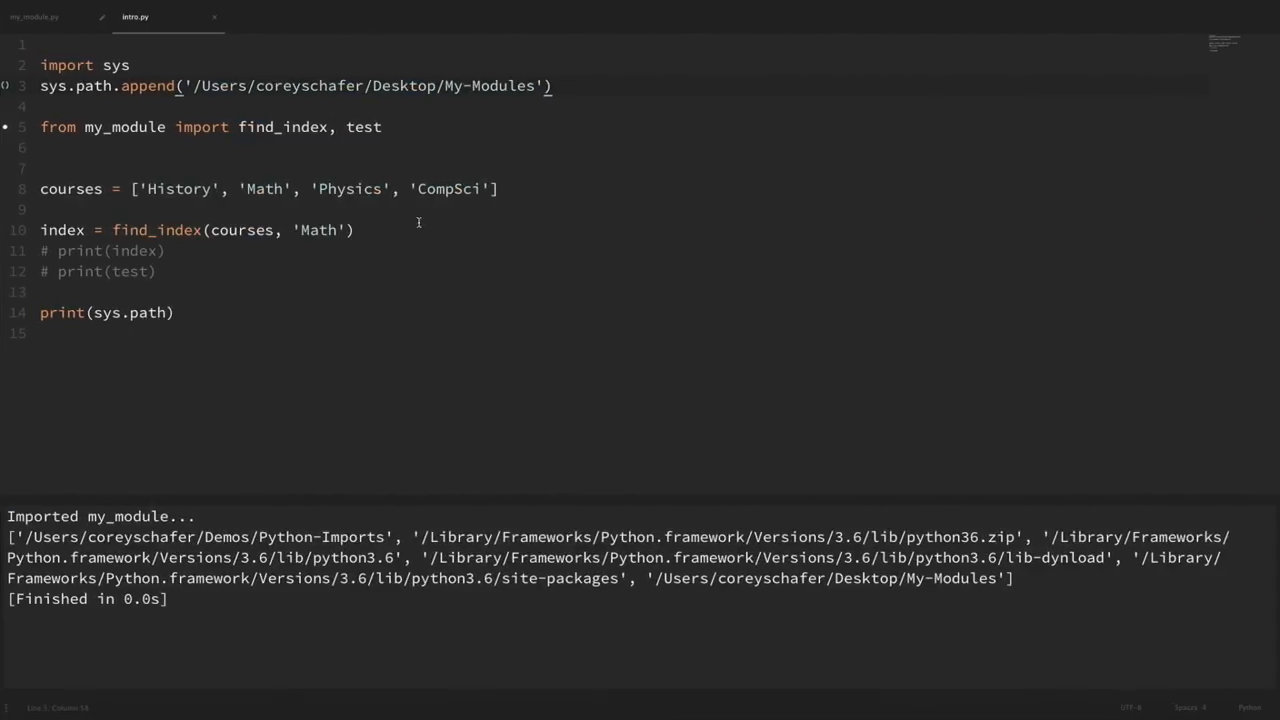 my_module.py intro.py ×
1
2 import sys
3 sys.path.append('/Users/coreyschafer/Desktop/My-Modules')
4
5 from my_module import find_index, test
6
7
8 courses = ['History', 'Math', 'Physics', 'CompSci']
9
10 index = find_index(courses, 'Math')
11 # print(index)
12 # print(test)
13
14 print(sys.path)
15
Imported my_module...
['/Users/coreyschafer/Demos/Python-Imports', '/Library/Frameworks/Python.framework/Versions/3.6/lib/python36.zip', '/Library/Frameworks/
Python.framework/Versions/3.6/lib/python3.6', '/Library/Frameworks/Python.framework/Versions/3.6/lib/python3.6/lib-dynload', '/Library/
Frameworks/Python.framework/Versions/3.6/lib/python3.6/site-packages', '/Users/coreyschafer/Desktop/My-Modules']
[Finished in 0.0s]
UTF-8 Spaces 4 Python